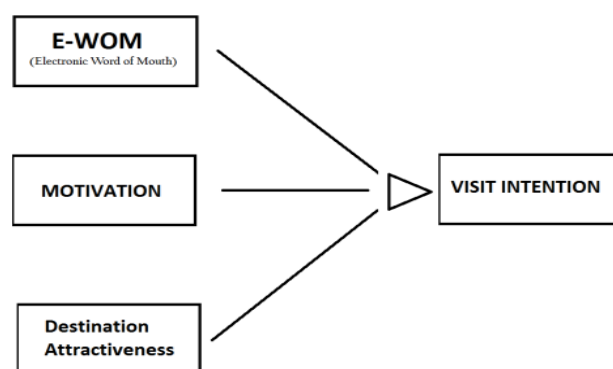 E-WOM
(Electronic Word of Mouth)
MOTIVATION
VISIT INTENTION
Destination
Attractiveness